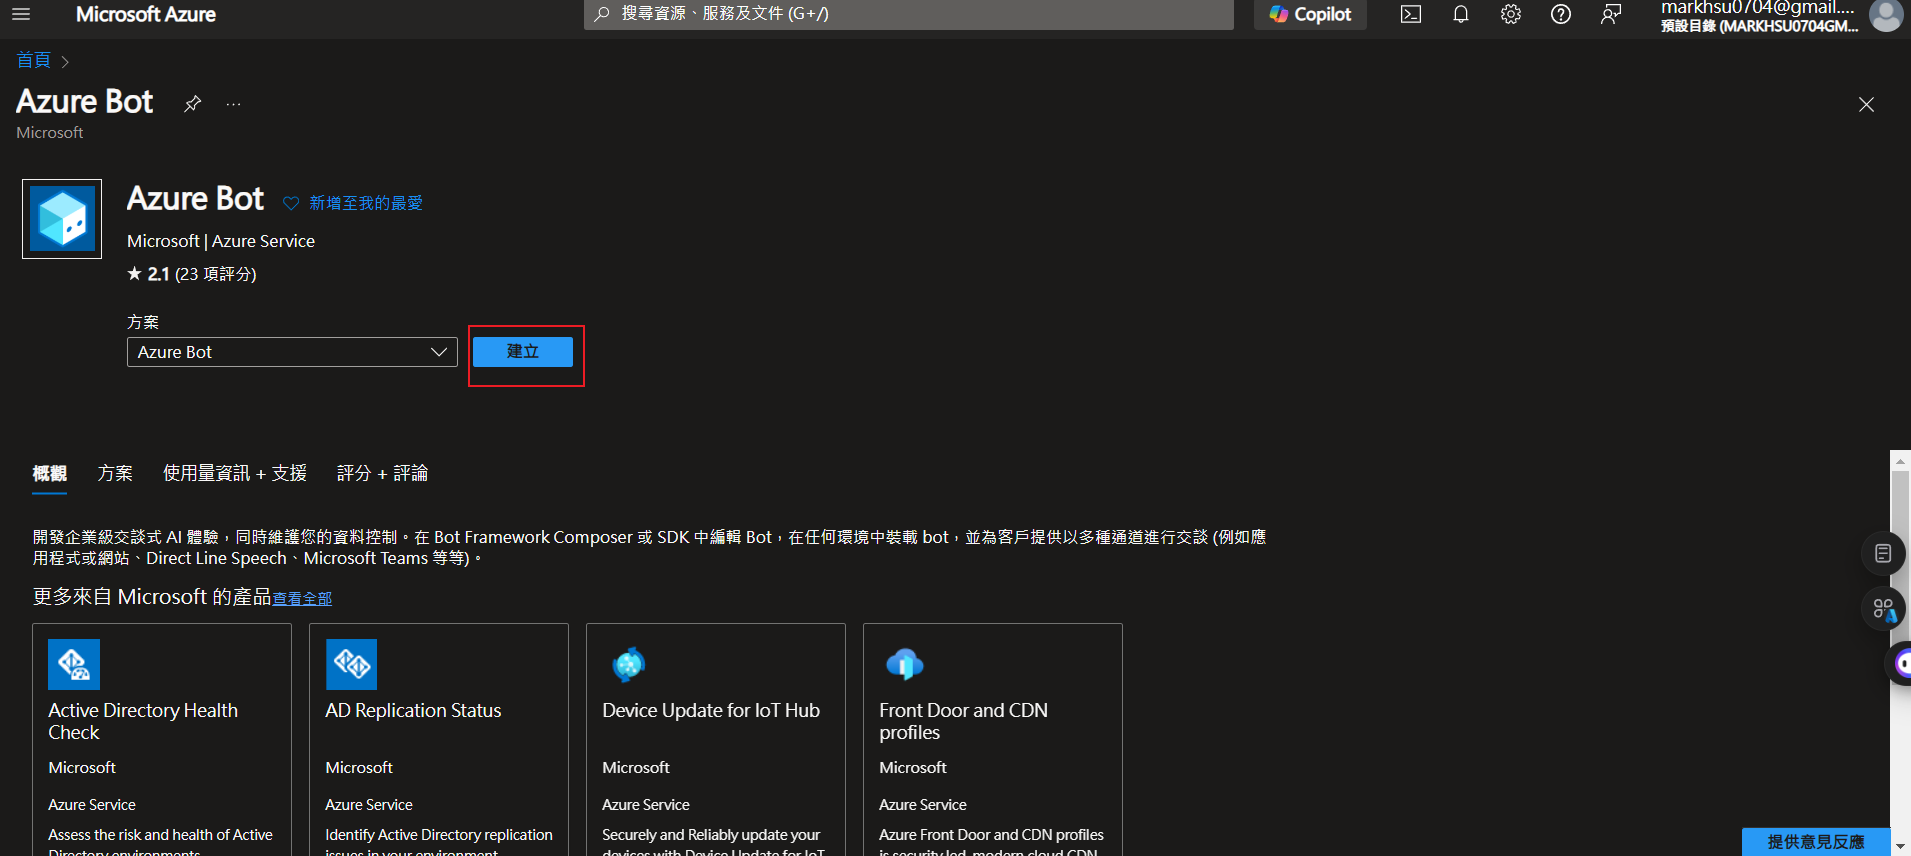 Microsoft Azure
搜尋資源、服務及文件 (G+/)
Copilot
markhsu0704@gmail....
預設目錄 (MARKHSU0704GM...
首頁
Azure Bot
...
Microsoft
Azure Bot
新增至我的最愛
Microsoft | Azure Service
★ 2.1 (23 項評分)
方案
Azure Bot
建立
概觀
方案
使用量資訊 + 支援
評分 + 評論
開發企業級交談式 AI 體驗，同時維護您的資料控制。在 Bot Framework Composer 或 SDK 中編輯 Bot，在任何環境中裝載 bot，並為客戶提供以多種通道進行交談 (例如應
用程式或網站、Direct Line Speech、Microsoft Teams 等等)。
更多來自 Microsoft 的產品查看全部
Active Directory Health
Check
Microsoft
Azure Service
Assess the risk and health of Active
Directory environments
AD Replication Status
Microsoft
Azure Service
Identify Active Directory replication
issues in your environment
Device Update for IoT Hub
Microsoft
Azure Service
Securely and Reliably update your
devices with Device Update for IoT
Front Door and CDN
profiles
Microsoft
Azure Service
Azure Front Door and CDN profiles
is security led, modern cloud CDN
提供意見反應